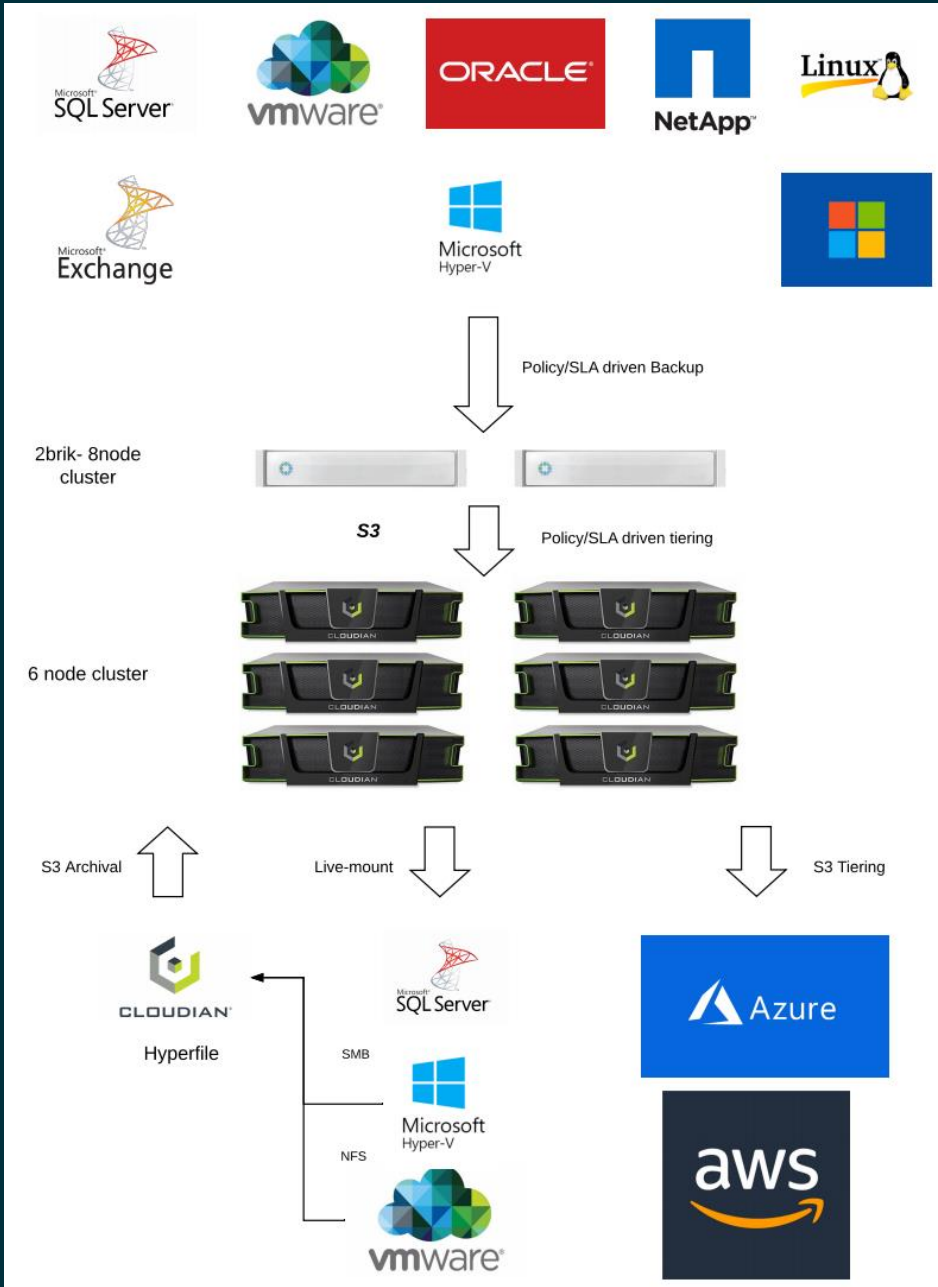 Microsoft®
SQL Server®
vmware®
ORACLE®
NetApp™
Linux
Microsoft®
Exchange
Microsoft
Hyper-V
Policy/SLA driven Backup
2brik- 8node
cluster
S3
Policy/SLA driven tiering
CLOUDIAN
CLOUDIAN
6 node cluster
CLOUDIAN
CLOUDIAN
CLOUDIAN
CLOUDIAN
S3 Archival
Live-mount
S3 Tiering
CLOUDIAN®
Hyperfile
Microsoft®
SQL Server®
Azure
SMB
Microsoft
Hyper-V
NFS
vmware®
aws